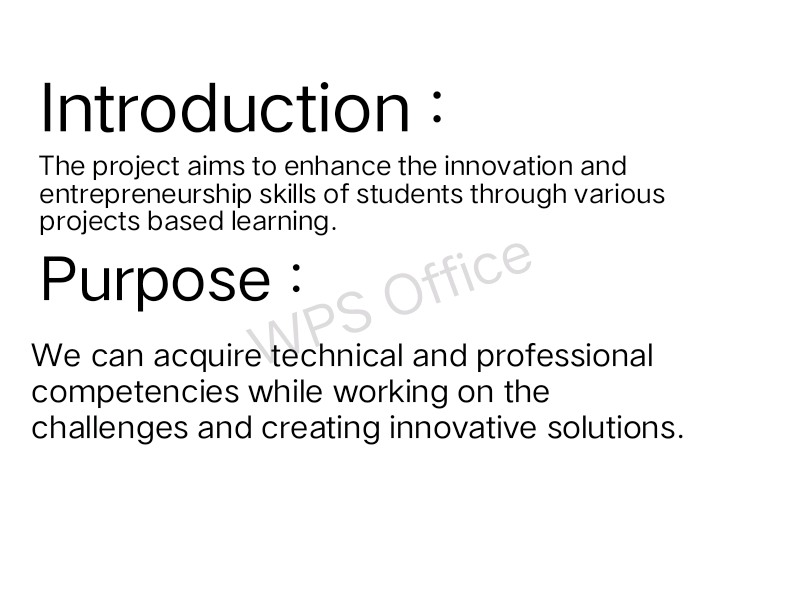 Introduction :
The project aims to enhance the innovation and
entrepreneurship skills of students through various
projects based learning.
Purpose :
WPS Office
We can acquire technical and professional
competencies while working on the
challenges and creating innovative solutions.